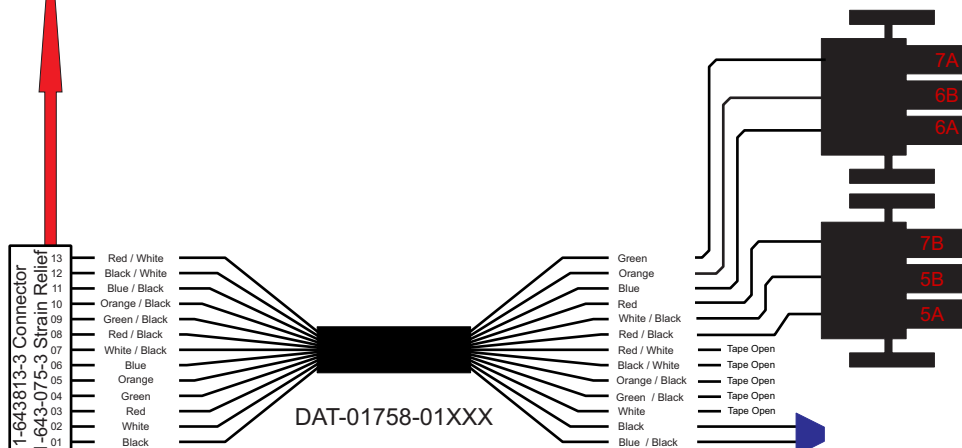 7A
6B
6A
7B
5B
5A
1-643813-3 Connector
1-643-075-3 Strain Relief
13 Red / White
12 Black / White
11 Blue / Black
10 Orange / Black
09 Green / Black
08 Red / Black
07 White / Black
06 Blue
05 Orange
04 Green
03 Red
02 White
01 Black
DAT-01758-01XXX
Green
Orange
Blue
Red
White / Black
Red / Black
Red / White Tape Open
Black / White Tape Open
Orange / Black Tape Open
Green / Black Tape Open
White Tape Open
Black
Blue / Black